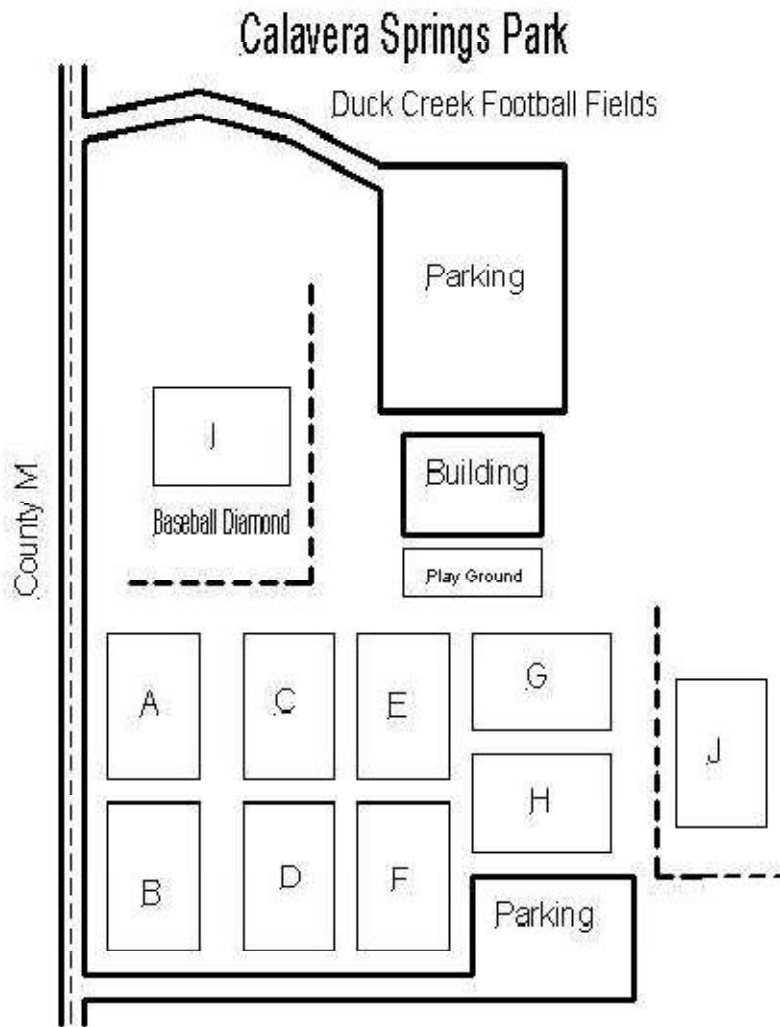 Calavera Springs Park
Duck Creek Football Fields
Parking
I
Baseball Diamond
Building
Play Ground
County M
A
C
E
G
J
H
B
D
F
Parking